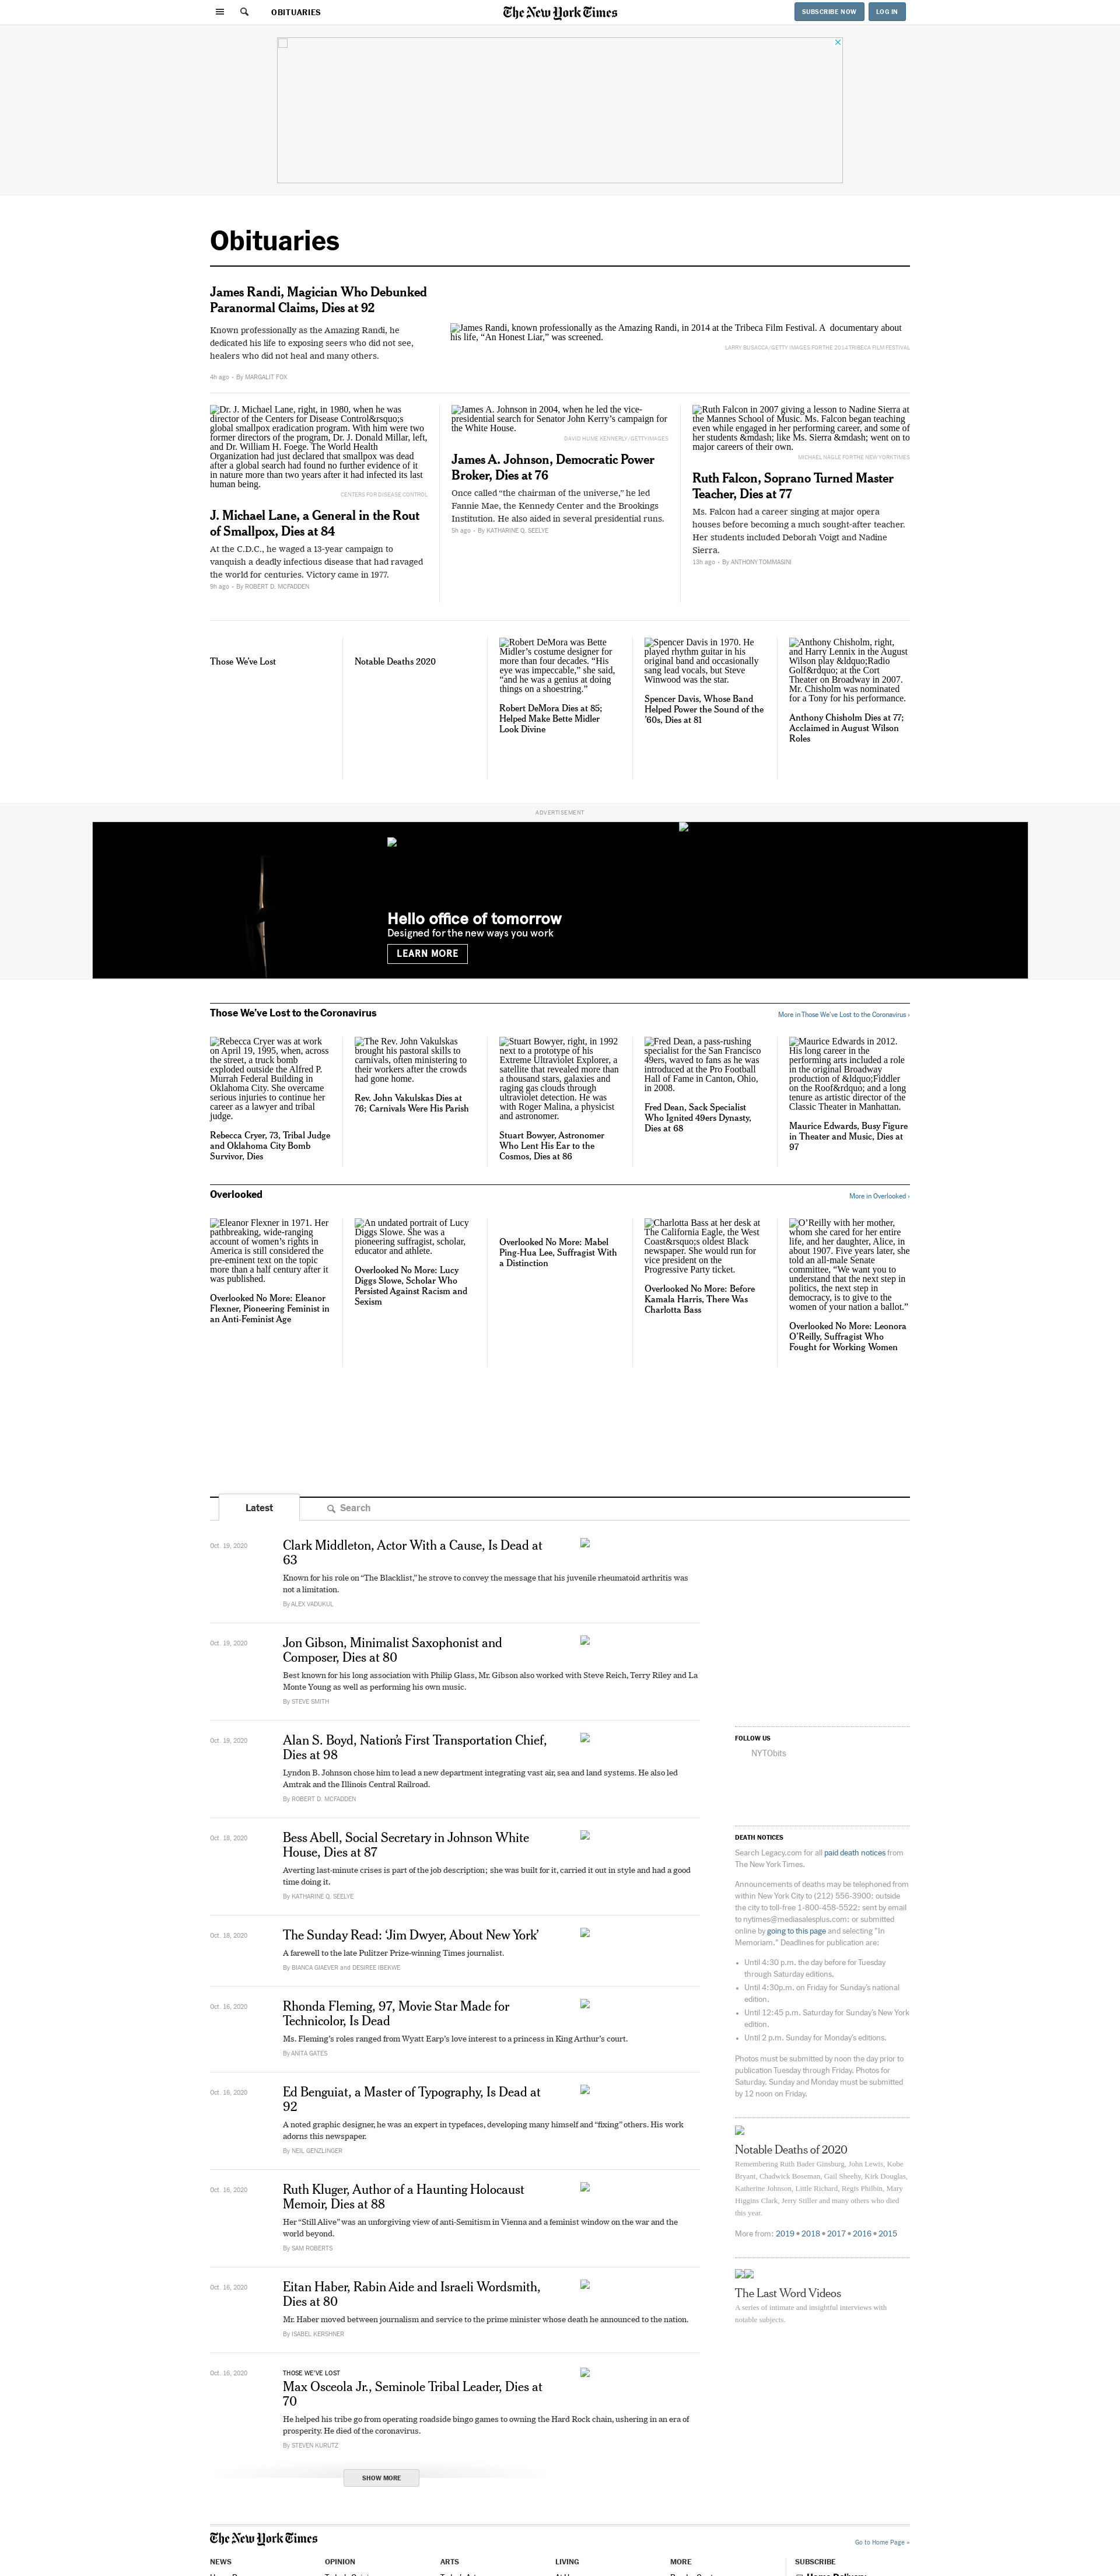 OBITUARIES
The New York Times
SUBSCRIBE NOW
LOG IN
Obituaries
James Randi, Magician Who Debunked
Paranormal Claims, Dies at 92
Known professionally as the Amazing Randi, he
dedicated his life to exposing seers who did not see,
healers who did not heal and many others.
4h ago • By MARGALIT FOX
James Randi, known professionally as the Amazing Randi, in 2014 at the Tribeca Film Festival. A documentary about
his life, “An Honest Liar,” was screened.
LARRY BUSACCA/GETTY IMAGES FOR THE 2014 TRIBECA FILM FESTIVAL
Dr. J. Michael Lane, right, in 1980, when he was
director of the Centers for Disease Control&rsquo;s
global smallpox eradication program. With him were two
former directors of the program, Dr. J. Donald Millar, left,
and Dr. William H. Foege. The World Health
Organization had just declared that smallpox was dead
after a global search had found no further evidence of it
in nature more than two years after it had infected its last
human being.
CENTERS FOR DISEASE CONTROL
J. Michael Lane, a General in the Rout
of Smallpox, Dies at 84
At the C.D.C., he waged a 13-year campaign to
vanquish a deadly infectious disease that had ravaged
the world for centuries. Victory came in 1977.
9h ago • By ROBERT D. MCFADDEN
James A. Johnson in 2004, when he led the vice-
presidential search for Senator John Kerry’s campaign for
the White House.
DAVID HUME KENNERLY/GETTY IMAGES
James A. Johnson, Democratic Power
Broker, Dies at 76
Once called “the chairman of the universe,” he led
Fannie Mae, the Kennedy Center and the Brookings
Institution. He also aided in several presidential runs.
5h ago • By KATHARINE Q. SEELYE
Ruth Falcon in 2007 giving a lesson to Nadine Sierra at
the Mannes School of Music. Ms. Falcon began teaching
even while engaged in her performing career, and some of
her students &mdash; like Ms. Sierra &mdash; went on to
major careers of their own.
MICHAEL NAGLE FOR THE NEW YORK TIMES
Ruth Falcon, Soprano Turned Master
Teacher, Dies at 77
Ms. Falcon had a career singing at major opera
houses before becoming a much sought-after teacher.
Her students included Deborah Voigt and Nadine
Sierra.
13h ago • By ANTHONY TOMMASINI
Those We’ve Lost
Notable Deaths 2020
Robert DeMora was Bette
Midler’s costume designer for
more than four decades. “His
eye was impeccable,” she said,
“and he was a genius at doing
things on a shoestring.”
Robert DeMora Dies at 85;
Helped Make Bette Midler
Look Divine
Spencer Davis in 1970. He
played rhythm guitar in his
original band and occasionally
sang lead vocals, but Steve
Winwood was the star.
Spencer Davis, Whose Band
Helped Power the Sound of the
’60s, Dies at 81
Anthony Chisholm, right,
and Harry Lennix in the August
Wilson play &ldquo;Radio
Golf&rdquo; at the Cort
Theater on Broadway in 2007.
Mr. Chisholm was nominated
for a Tony for his performance.
Anthony Chisholm Dies at 77;
Acclaimed in August Wilson
Roles
ADVERTISEMENT
Hello office of tomorrow
Designed for the new ways you work
LEARN MORE
Those We’ve Lost to the Coronavirus
More in Those We’ve Lost to the Coronavirus ›
Rebecca Cryer was at work
on April 19, 1995, when, across
the street, a truck bomb
exploded outside the Alfred P.
Murrah Federal Building in
Oklahoma City. She overcame
serious injuries to continue her
career as a lawyer and tribal
judge.
Rebecca Cryer, 73, Tribal Judge
and Oklahoma City Bomb
Survivor, Dies
The Rev. John Vakulskas
brought his pastoral skills to
carnivals, often ministering to
their workers after the crowds
had gone home.
Rev. John Vakulskas Dies at
76; Carnivals Were His Parish
Stuart Bowyer, right, in 1992
next to a prototype of his
Extreme Ultraviolet Explorer, a
satellite that revealed more than
a thousand stars, galaxies and
raging gas clouds through
ultraviolet detection. He was
with Roger Malina, a physicist
and astronomer.
Stuart Bowyer, Astronomer
Who Lent His Ear to the
Cosmos, Dies at 86
Fred Dean, a pass-rushing
specialist for the San Francisco
49ers, waved to fans as he was
introduced at the Pro Football
Hall of Fame in Canton, Ohio,
in 2008.
Fred Dean, Sack Specialist
Who Ignited 49ers Dynasty,
Dies at 68
Maurice Edwards in 2012.
His long career in the
performing arts included a role
in the original Broadway
production of &ldquo;Fiddler
on the Roof&rdquo; and a long
tenure as artistic director of the
Classic Theater in Manhattan.
Maurice Edwards, Busy Figure
in Theater and Music, Dies at
97
Overlooked
More in Overlooked ›
Eleanor Flexner in 1971. Her
pathbreaking, wide-ranging
account of women’s rights in
America is still considered the
pre-eminent text on the topic
more than a half century after it
was published.
Overlooked No More: Eleanor
Flexner, Pioneering Feminist in
an Anti-Feminist Age
An undated portrait of Lucy
Diggs Slowe. She was a
pioneering suffragist, scholar,
educator and athlete.
Overlooked No More: Lucy
Diggs Slowe, Scholar Who
Persisted Against Racism and
Sexism
Overlooked No More: Mabel
Ping-Hua Lee, Suffragist With
a Distinction
Charlotta Bass at her desk at
The California Eagle, the West
Coast&rsquo;s oldest Black
newspaper. She would run for
vice president on the
Progressive Party ticket.
Overlooked No More: Before
Kamala Harris, There Was
Charlotta Bass
O’Reilly with her mother,
whom she cared for her entire
life, and her daughter, Alice, in
about 1907. Five years later, she
told an all-male Senate
committee, “We want you to
understand that the next step in
politics, the next step in
democracy, is to give to the
women of your nation a ballot.”
Overlooked No More: Leonora
O’Reilly, Suffragist Who
Fought for Working Women
Latest
Search
Oct. 19, 2020
Clark Middleton, Actor With a Cause, Is Dead at
63
Known for his role on “The Blacklist,” he strove to convey the message that his juvenile rheumatoid arthritis was
not a limitation.
By ALEX VADUKUL
Oct. 19, 2020
Jon Gibson, Minimalist Saxophonist and
Composer, Dies at 80
Best known for his long association with Philip Glass, Mr. Gibson also worked with Steve Reich, Terry Riley and La
Monte Young as well as performing his own music.
By STEVE SMITH
Oct. 19, 2020
Alan S. Boyd, Nation’s First Transportation Chief,
Dies at 98
Lyndon B. Johnson chose him to lead a new department integrating vast air, sea and land systems. He also led
Amtrak and the Illinois Central Railroad.
By ROBERT D. MCFADDEN
Oct. 18, 2020
Bess Abell, Social Secretary in Johnson White
House, Dies at 87
Averting last-minute crises is part of the job description; she was built for it, carried it out in style and had a good
time doing it.
By KATHARINE Q. SEELYE
Oct. 18, 2020
The Sunday Read: ‘Jim Dwyer, About New York’
A farewell to the late Pulitzer Prize-winning Times journalist.
By BIANCA GIAEVER and DESIREE IBEKWE
Oct. 16, 2020
Rhonda Fleming, 97, Movie Star Made for
Technicolor, Is Dead
Ms. Fleming’s roles ranged from Wyatt Earp’s love interest to a princess in King Arthur’s court.
By ANITA GATES
Oct. 16, 2020
Ed Benguiat, a Master of Typography, Is Dead at
92
A noted graphic designer, he was an expert in typefaces, developing many himself and “fixing” others. His work
adorns this newspaper.
By NEIL GENZLINGER
Oct. 16, 2020
Ruth Kluger, Author of a Haunting Holocaust
Memoir, Dies at 88
Her “Still Alive” was an unforgiving view of anti-Semitism in Vienna and a feminist window on the war and the
world beyond.
By SAM ROBERTS
Oct. 16, 2020
Eitan Haber, Rabin Aide and Israeli Wordsmith,
Dies at 80
Mr. Haber moved between journalism and service to the prime minister whose death he announced to the nation.
By ISABEL KERSHNER
Oct. 16, 2020
THOSE WE’VE LOST
Max Osceola Jr., Seminole Tribal Leader, Dies at
70
He helped his tribe go from operating roadside bingo games to owning the Hard Rock chain, ushering in an era of
prosperity. He died of the coronavirus.
By STEVEN KURUTZ
SHOW MORE
FOLLOW US
NYTObits
DEATH NOTICES
Search Legacy.com for all paid death notices from
The New York Times.
Announcements of deaths may be telephoned from
within New York City to (212) 556-3900; outside
the city to toll-free 1-800-458-5522; sent by email
to nytimes@mediasalesplus.com; or submitted
online by going to this page and selecting "In
Memoriam." Deadlines for publication are:
• Until 4:30 p.m. the day before for Tuesday
through Saturday editions.
• Until 4:30p.m. on Friday for Sunday's national
edition.
• Until 12:45 p.m. Saturday for Sunday's New York
edition.
• Until 2 p.m. Sunday for Monday's editions.
Photos must be submitted by noon the day prior to
publication Tuesday through Friday. Photos for
Saturday, Sunday and Monday must be submitted
by 12 noon on Friday.
Notable Deaths of 2020
Remembering Ruth Bader Ginsburg, John Lewis, Kobe
Bryant, Chadwick Boseman, Gail Sheehy, Kirk Douglas,
Katherine Johnson, Little Richard, Regis Philbin, Mary
Higgins Clark, Jerry Stiller and many others who died
this year.
More from: 2019 • 2018 • 2017 • 2016 • 2015
The Last Word Videos
A series of intimate and insightful interviews with
notable subjects.
The New York Times
Go to Home Page »
NEWS
OPINION
ARTS
LIVING
MORE
SUBSCRIBE